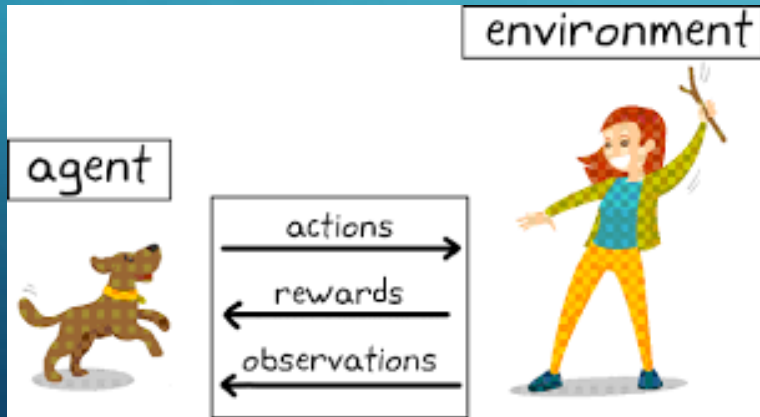 environment
agent
actions
rewards
observations